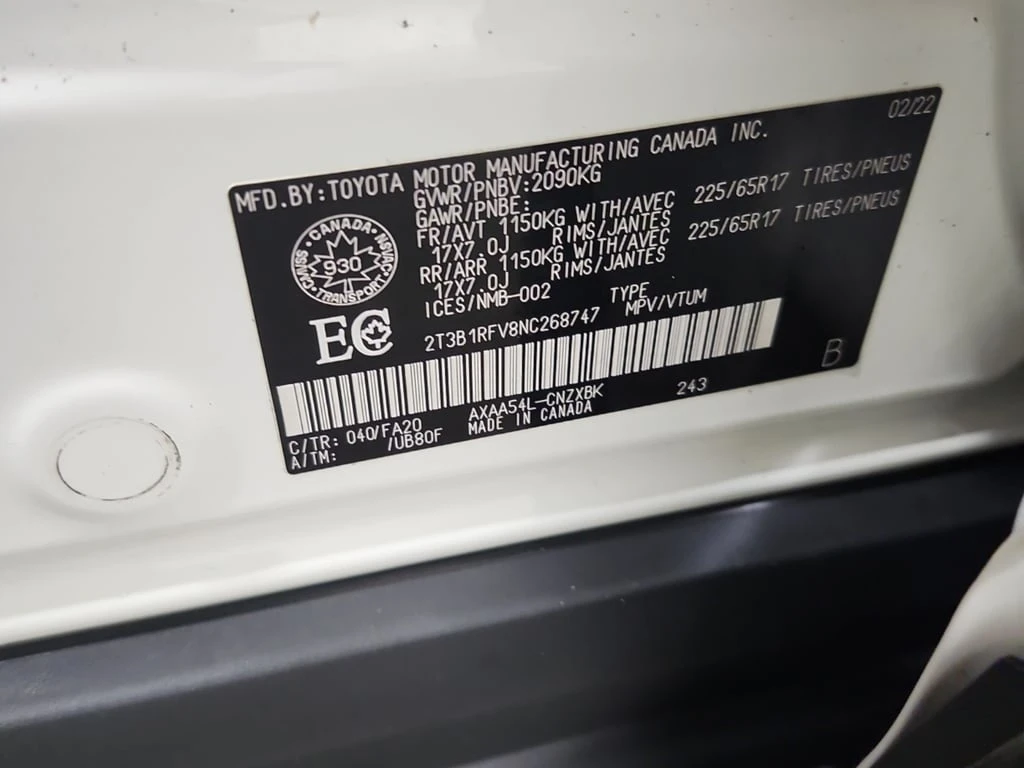 02/22
MFD.BY:TOYOTA MOTOR MANUFACTURING CANADA INC.
GVWR/PNBV:2090KG
GAWR/PNBE:
FR/AVT 1150KG WITH/AVEC 225/65R17 TIRES/PNEUS
17X7.0J RIMS/JANTES
RR/ARR 1150KG WITH/AVEC 225/65R17 TIRES/PNEUS
17X7.0J RIMS/JANTES
ICES/NMB-002
CANADA
CMVSS
NSVAC
930
TRANSPORT
EC
TYPE
2T3B1RFV8NC268747 MPV/VTUM
B
C/TR: 040/FA20 AXAA54L-CNZXBK 243
A/TM: /UB80F MADE IN CANADA